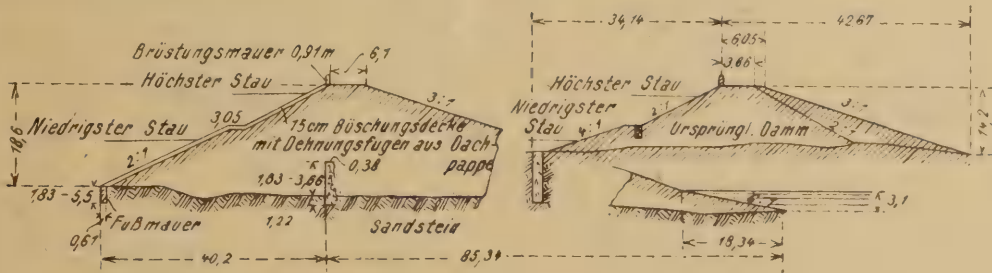 Brüstungsmauer 0,91m
6,1
Höchster Stau
18,6
Niedrigster Stau
3,05
15cm Böschungsdecke
mit Dehnungsfugen aus Dach-
pappe
2:1
3:1
0,38
1,83-5,5
1,83-3,66
0,61
Fußmauer
1,22
Sandstein
40,2
85,34
34,14
42,67
6,05
3,66
Höchster Stau
Niedrigster
Stau
4:1
2:1
3:1
2:1
Ursprüngl. Damm
14,2
3,1
18,34